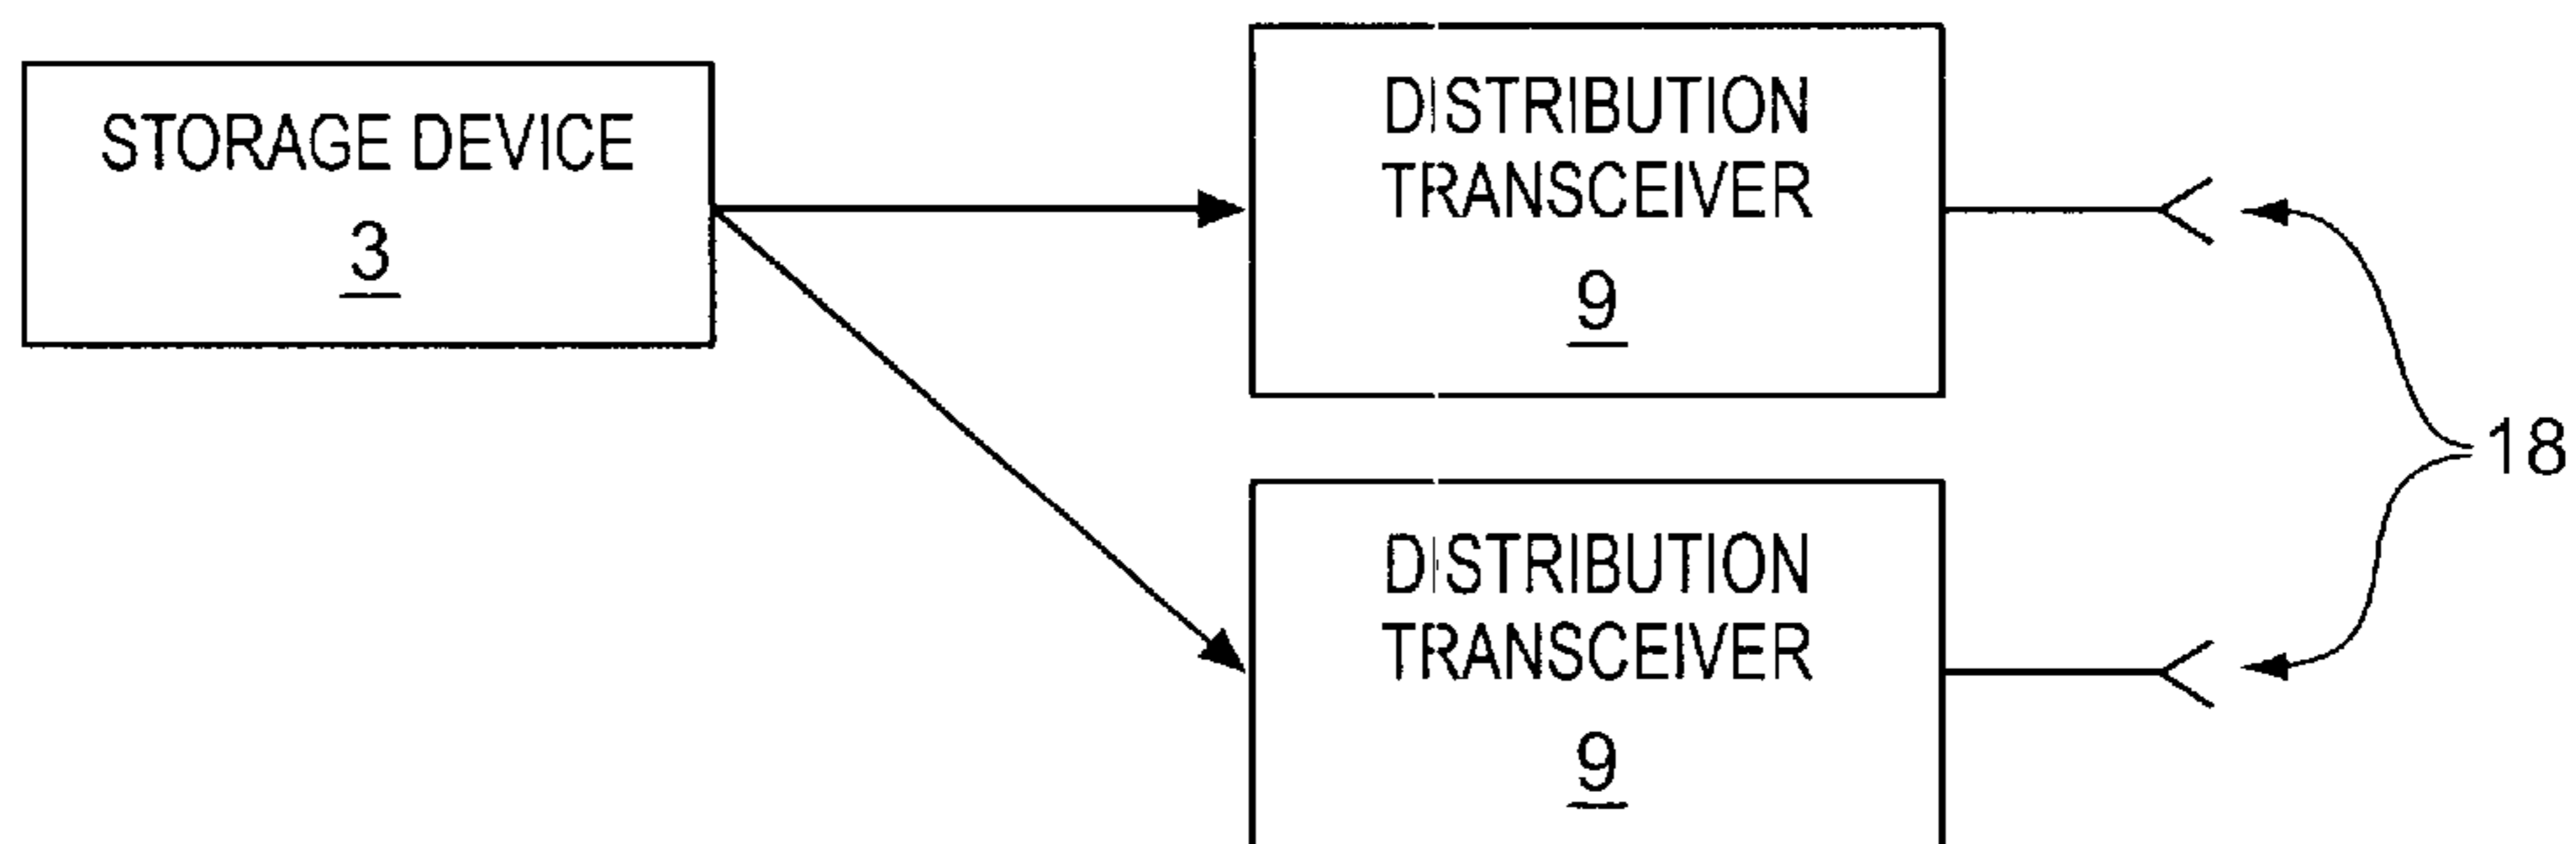 STORAGE DEVICE
3
DISTRIBUTION
TRANSCEIVER
9
18
DISTRIBUTION
TRANSCEIVER
9